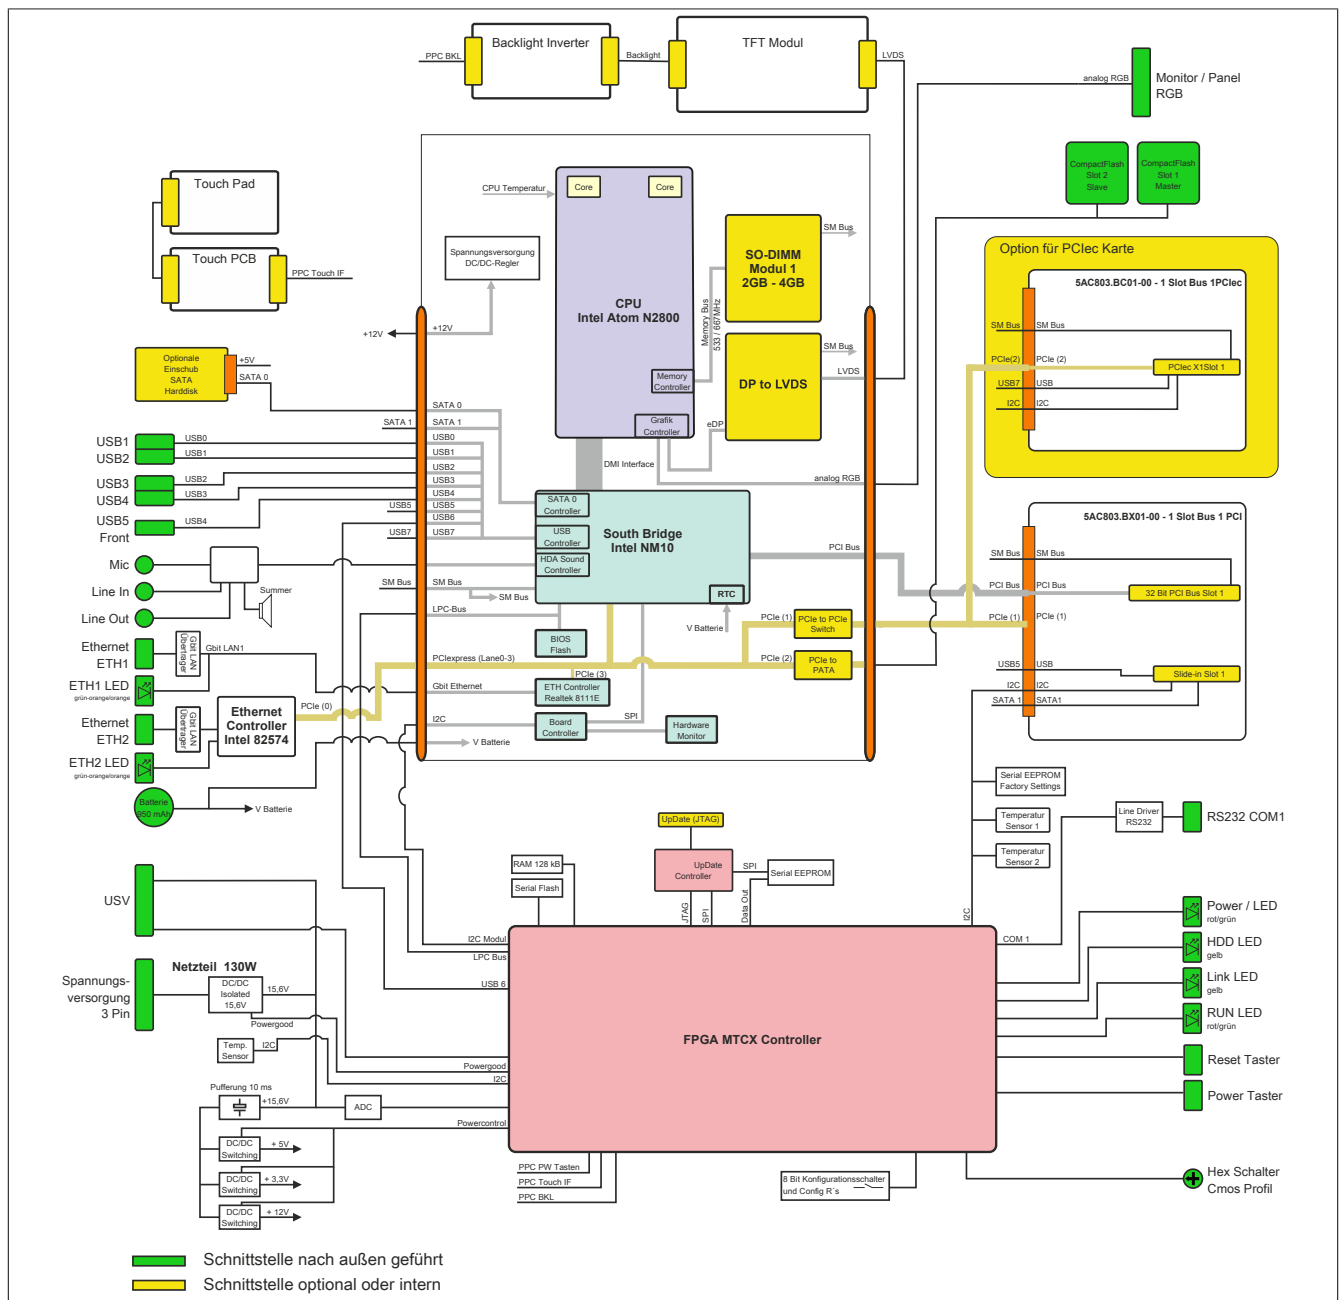 Backlight Inverter
TFT Modul
PPC BKL
Backlight
LVDS
analog RGB
Monitor / Panel
RGB
Touch Pad
Touch PCB
PPC Touch IF
CompactFlash
Slot 2
Slave
CompactFlash
Slot 1
Master
CPU Temperatur
Core
Core
Spannungsversorgung
DC/DC-Regler
CPU
Intel Atom N2800
Memory Bus
533 / 667MHz
SO-DIMM
Modul 1
2GB - 4GB
SM Bus
Memory
Controller
Grafik
Controller
DP to LVDS
SM Bus
LVDS
eDP
DMI Interface
analog RGB
Option für PCIec Karte
5AC803.BC01-00 - 1 Slot Bus 1PCIec
SM Bus
SM Bus
PCIe(2)
PCIe (2)
PCIec X1Slot 1
USB7
USB
I2C
I2C
+12V
+12V
Optionale
Einschub
SATA
Harddisk
+5V
SATA 0
SATA 0
SATA 1
SATA 1
USB1
USB2
USB0
USB1
USB0
USB1
USB3
USB4
USB2
USB3
USB2
USB3
USB5
Front
USB4
USB4
USB5
USB5
USB6
USB7
USB7
SATA 0
Controller
USB
Controller
HDA Sound
Controller
South Bridge
Intel NM10
RTC
PCI Bus
V Batterie
5AC803.BX01-00 - 1 Slot Bus 1 PCI
SM Bus
SM Bus
PCI Bus
PCI Bus
32 Bit PCI Bus Slot 1
PCIe (1)
PCIe (1)
USB5
USB
Slide-in Slot 1
I2C
I2C
SATA 1
SATA1
Mic
Line In
Line Out
Summer
SM Bus
SM Bus
SM Bus
LPC-Bus
BIOS
Flash
PCIe (1)
PCIe to PCIe
Switch
PCIe (2)
PCIe to
PATA
PCIexpress (Lane0-3)
PCIe (3)
Gbit Ethernet
ETH Controller
Realtek 8111E
SPI
I2C
Board
Controller
Hardware
Monitor
V Batterie
Ethernet
ETH1
Gbit LAN
Übertrager
Gbit LAN1
ETH1 LED
grün-orange/orange
Ethernet
Controller
Intel 82574
PCIe (0)
Ethernet
ETH2
Gbit LAN
Übertrager
ETH2 LED
grün-orange/orange
Batterie
950 mAh
V Batterie
Serial EEPROM
Factory Settings
Temperatur
Sensor 1
Temperatur
Sensor 2
I2C
Line Driver
RS232
RS232 COM1
UpDate (JTAG)
UpDate
Controller
SPI
Serial EEPROM
JTAG
SPI
Data Out
RAM 128 kB
Serial Flash
USV
Spannungs-
versorgung
3 Pin
Netzteil  130W
DC/DC
Isolated
15,6V
15,6V
Powergood
Temp.
Sensor
I2C
I2C Modul
LPC Bus
USB 6
Powergood
I2C
Powercontrol
COM 1
FPGA MTCX Controller
Power / LED
rot/grün
HDD LED
gelb
Link LED
gelb
RUN LED
rot/grün
Reset Taster
Power Taster
Pufferung 10 ms
+15,6V
ADC
DC/DC
Switching
+ 5V
DC/DC
Switching
+ 3,3V
DC/DC
Switching
+ 12V
PPC PW Tasten
PPC Touch IF
PPC BKL
8 Bit Konfigurationsschalter
und Config R´s
Hex Schalter
Cmos Profil
Schnittstelle nach außen geführt
Schnittstelle optional oder intern